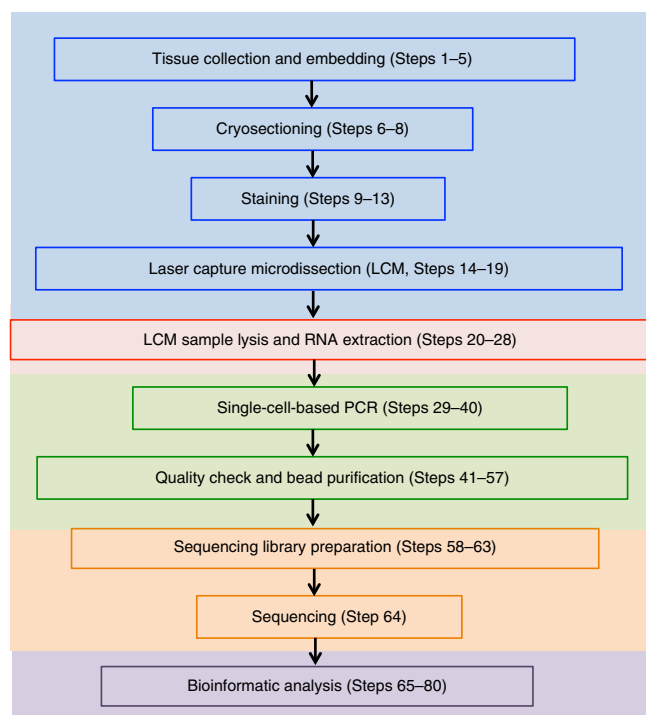 Tissue collection and embedding (Steps 1–5)
Cryosectioning (Steps 6–8)
Staining (Steps 9–13)
Laser capture microdissection (LCM, Steps 14–19)
LCM sample lysis and RNA extraction (Steps 20–28)
Single-cell-based PCR (Steps 29–40)
Quality check and bead purification (Steps 41–57)
Sequencing library preparation (Steps 58–63)
Sequencing (Step 64)
Bioinformatic analysis (Steps 65–80)